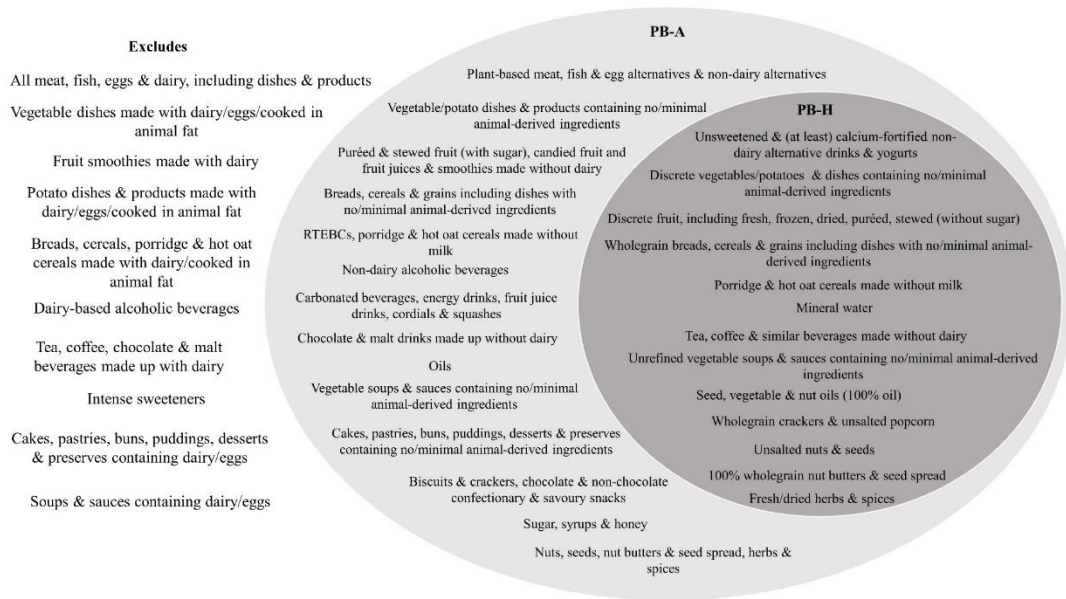 Excludes
All meat, fish, eggs & dairy, including dishes & products
Vegetable dishes made with dairy/eggs/cooked in
animal fat
Fruit smoothies made with dairy
Potato dishes & products made with
dairy/eggs/cooked in animal fat
Breads, cereals, porridge & hot oat
cereals made with dairy/cooked in
animal fat
Dairy-based alcoholic beverages
Tea, coffee, chocolate & malt
beverages made up with dairy
Intense sweeteners
Cakes, pastries, buns, puddings, desserts
& preserves containing dairy/eggs
Soups & sauces containing dairy/eggs
PB-A
Plant-based meat, fish & egg alternatives & non-dairy alternatives
Vegetable/potato dishes & products containing no/minimal
animal-derived ingredients
Puréed & stewed fruit (with sugar), candied fruit and
fruit juices & smoothies made without dairy
Breads, cereals & grains including dishes with
no/minimal animal-derived ingredients
RTEBCs, porridge & hot oat cereals made without
milk
Non-dairy alcoholic beverages
Carbonated beverages, energy drinks, fruit juice
drinks, cordials & squashes
Chocolate & malt drinks made up without dairy
Oils
Vegetable soups & sauces containing no/minimal
animal-derived ingredients
Cakes, pastries, buns, puddings, desserts & preserves
containing no/minimal animal-derived ingredients
Biscuits & crackers, chocolate & non-chocolate
confectionary & savoury snacks
Sugar, syrups & honey
Nuts, seeds, nut butters & seed spread, herbs &
spices
PB-H
Unsweetened & (at least) calcium-fortified non-
dairy alternative drinks & yogurts
Discrete vegetables/potatoes & dishes containing no/minimal
animal-derived ingredients
Discrete fruit, including fresh, frozen, dried, puréed, stewed (without sugar)
Wholegrain breads, cereals & grains including dishes with no/minimal animal-
derived ingredients
Porridge & hot oat cereals made without milk
Mineral water
Tea, coffee & similar beverages made without dairy
Unrefined vegetable soups & sauces containing no/minimal animal-derived
ingredients
Seed, vegetable & nut oils (100% oil)
Wholegrain crackers & unsalted popcorn
Unsalted nuts & seeds
100% wholegrain nut butters & seed spread
Fresh/dried herbs & spices